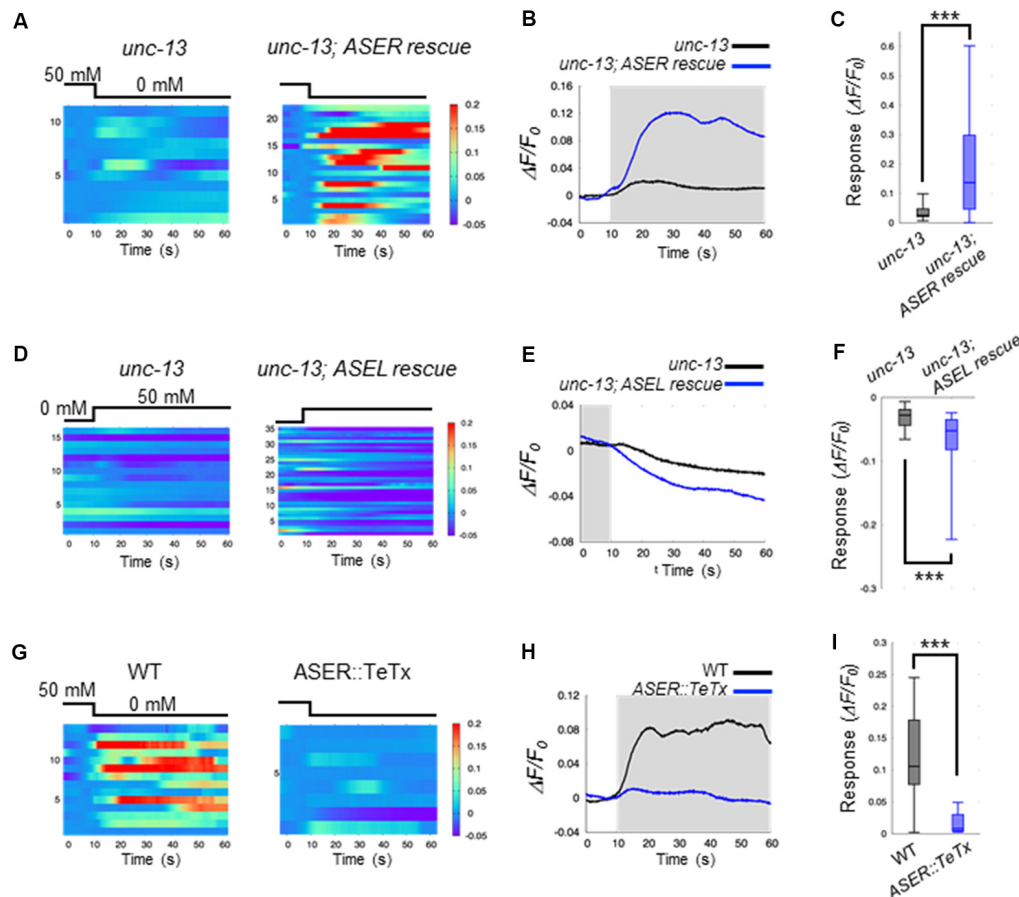 A
unc-13
unc-13; ASER rescue
50 mM
0 mM
10
5
20
15
10
5
0.2
0.15
0.1
0.05
0
-0.05
0 10 20 30 40 50 60
Time (s)
0 10 20 30 40 50 60
Time (s)
B
unc-13
unc-13; ASER rescue
ΔF/F0
0.16
0.12
0.08
0.04
0
-0.04
0 10 20 30 40 50 60
Time (s)
C
***
Response (ΔF/F0)
0.6
0.5
0.4
0.3
0.2
0.1
0
unc-13
unc-13;
ASER rescue
D
unc-13
unc-13; ASEL rescue
0 mM
50 mM
15
10
5
35
30
25
20
15
10
5
0.2
0.15
0.1
0.05
0
-0.05
0 10 20 30 40 50 60
Time (s)
0 10 20 30 40 50 60
Time (s)
E
unc-13
unc-13; ASEL rescue
ΔF/F0
0.04
0
-0.04
-0.08
0 10 20 30 40 50 60
t Time (s)
F
unc-13
unc-13;
ASEL rescue
Response (ΔF/F0)
0
-0.1
-0.2
-0.3
***
G
WT
ASER::TeTx
50 mM
0 mM
10
5
5
0.2
0.15
0.1
0.05
0
-0.05
0 10 20 30 40 50 60
Time (s)
0 10 20 30 40 50 60
Time (s)
H
WT
ASER::TeTx
ΔF/F0
0.12
0.08
0.04
0
-0.04
0 10 20 30 40 50 60
Time (s)
I
***
Response (ΔF/F0)
0.3
0.25
0.2
0.15
0.1
0.05
0
WT
ASER::TeTx